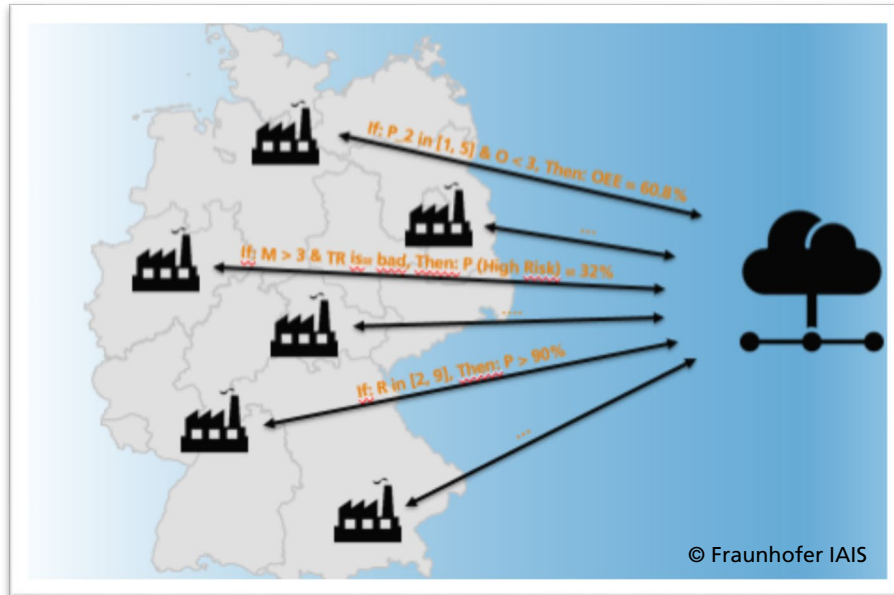 If: P_2 in [1, 5] & O < 3, Then: OEE = 60.8%
...
If: M > 3 & TR is= bad, Then: P (High Risk) = 32%
....
If: R in [2, 9], Then: P > 90%
...
© Fraunhofer IAIS